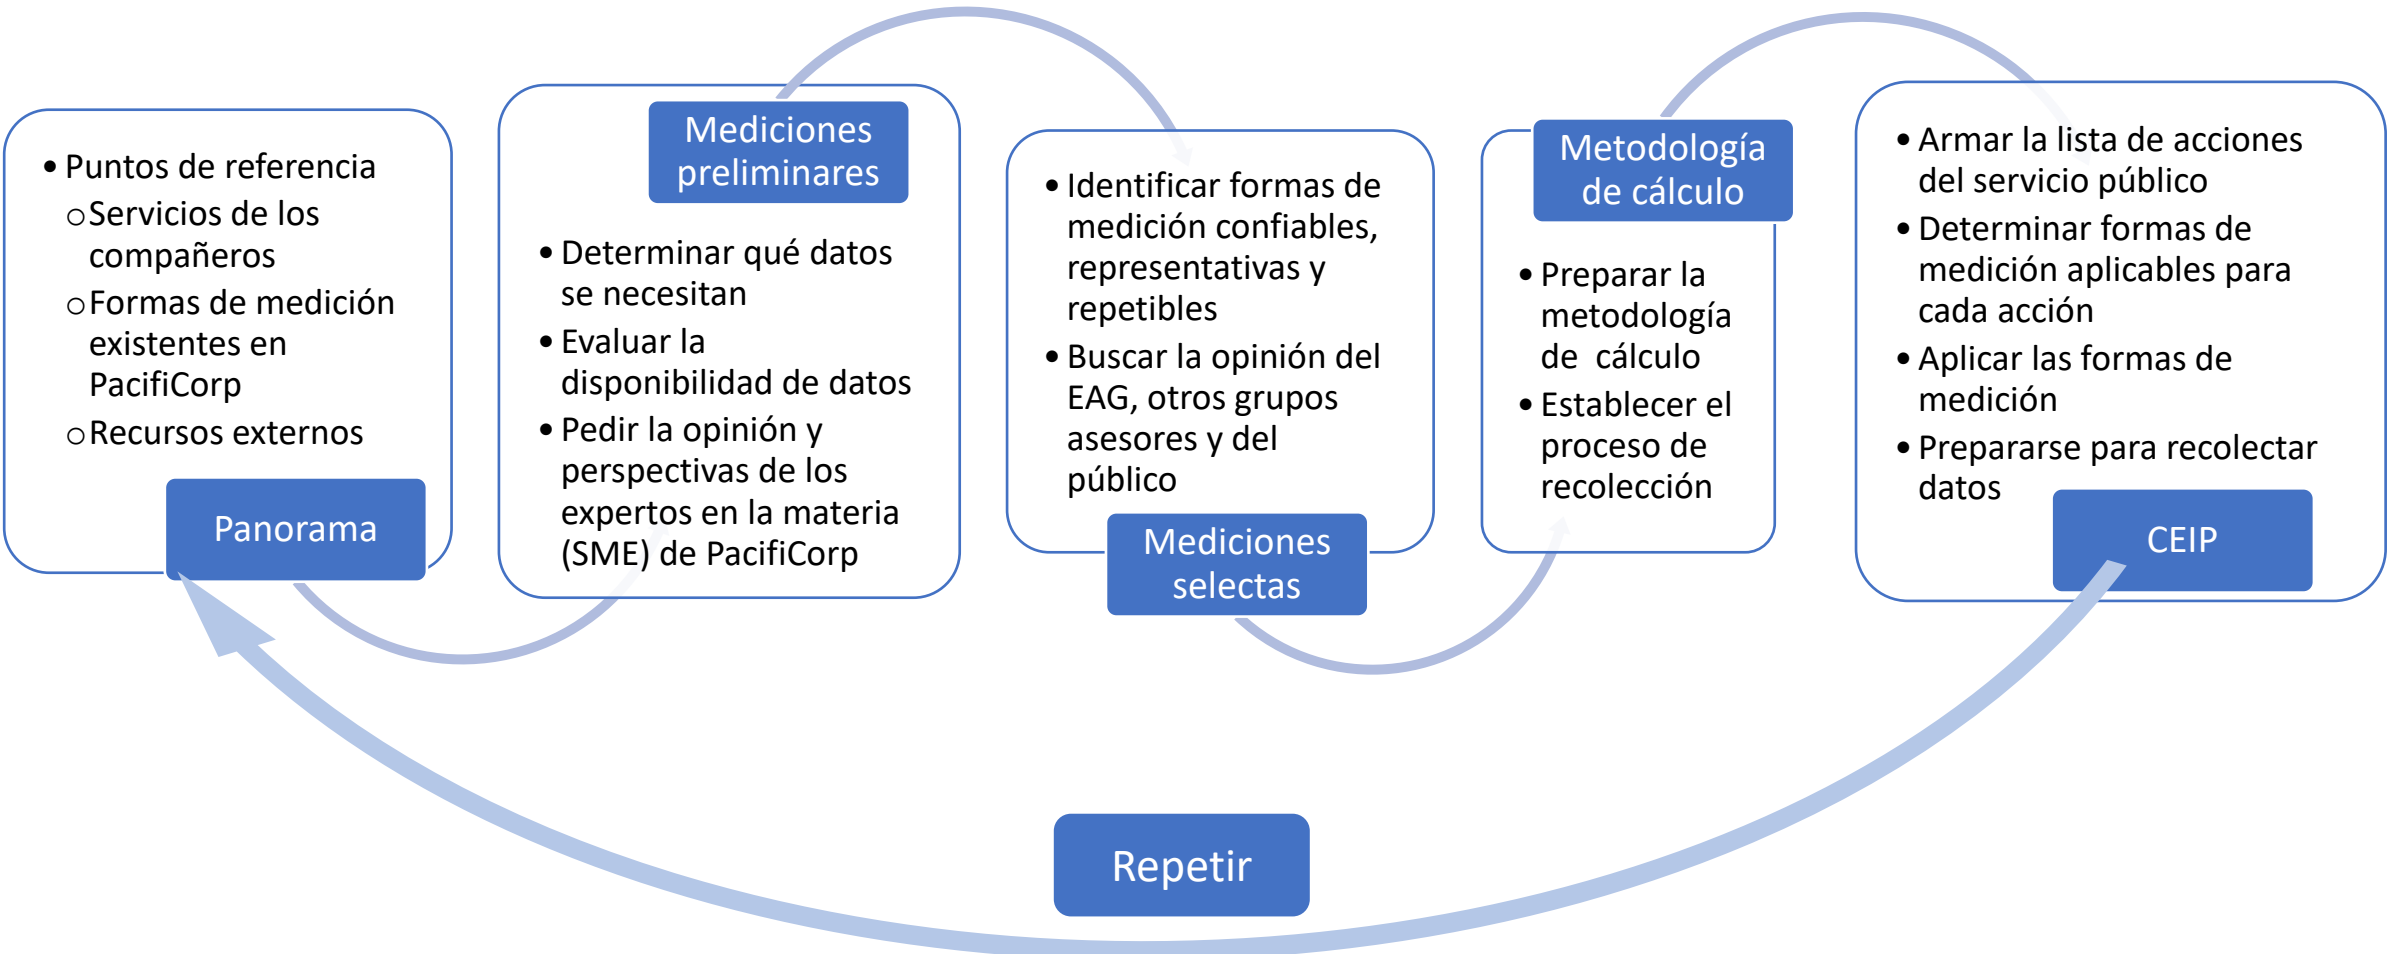 • Puntos de referencia
○ Servicios de los
compañeros
○ Formas de medición
existentes en
PacifiCorp
○ Recursos externos
Panorama
Mediciones
preliminares
• Determinar qué datos
se necesitan
• Evaluar la
disponibilidad de datos
• Pedir la opinión y
perspectivas de los
expertos en la materia
(SME) de PacifiCorp
• Identificar formas de
medición confiables,
representativas y
repetibles
• Buscar la opinión del
EAG, otros grupos
asesores y del
público
Mediciones
selectas
Metodología
de cálculo
• Preparar la
metodología
de cálculo
• Establecer el
proceso de
recolección
• Armar la lista de acciones
del servicio público
• Determinar formas de
medición aplicables para
cada acción
• Aplicar las formas de
medición
• Prepararse para recolectar
datos
CEIP
Repetir